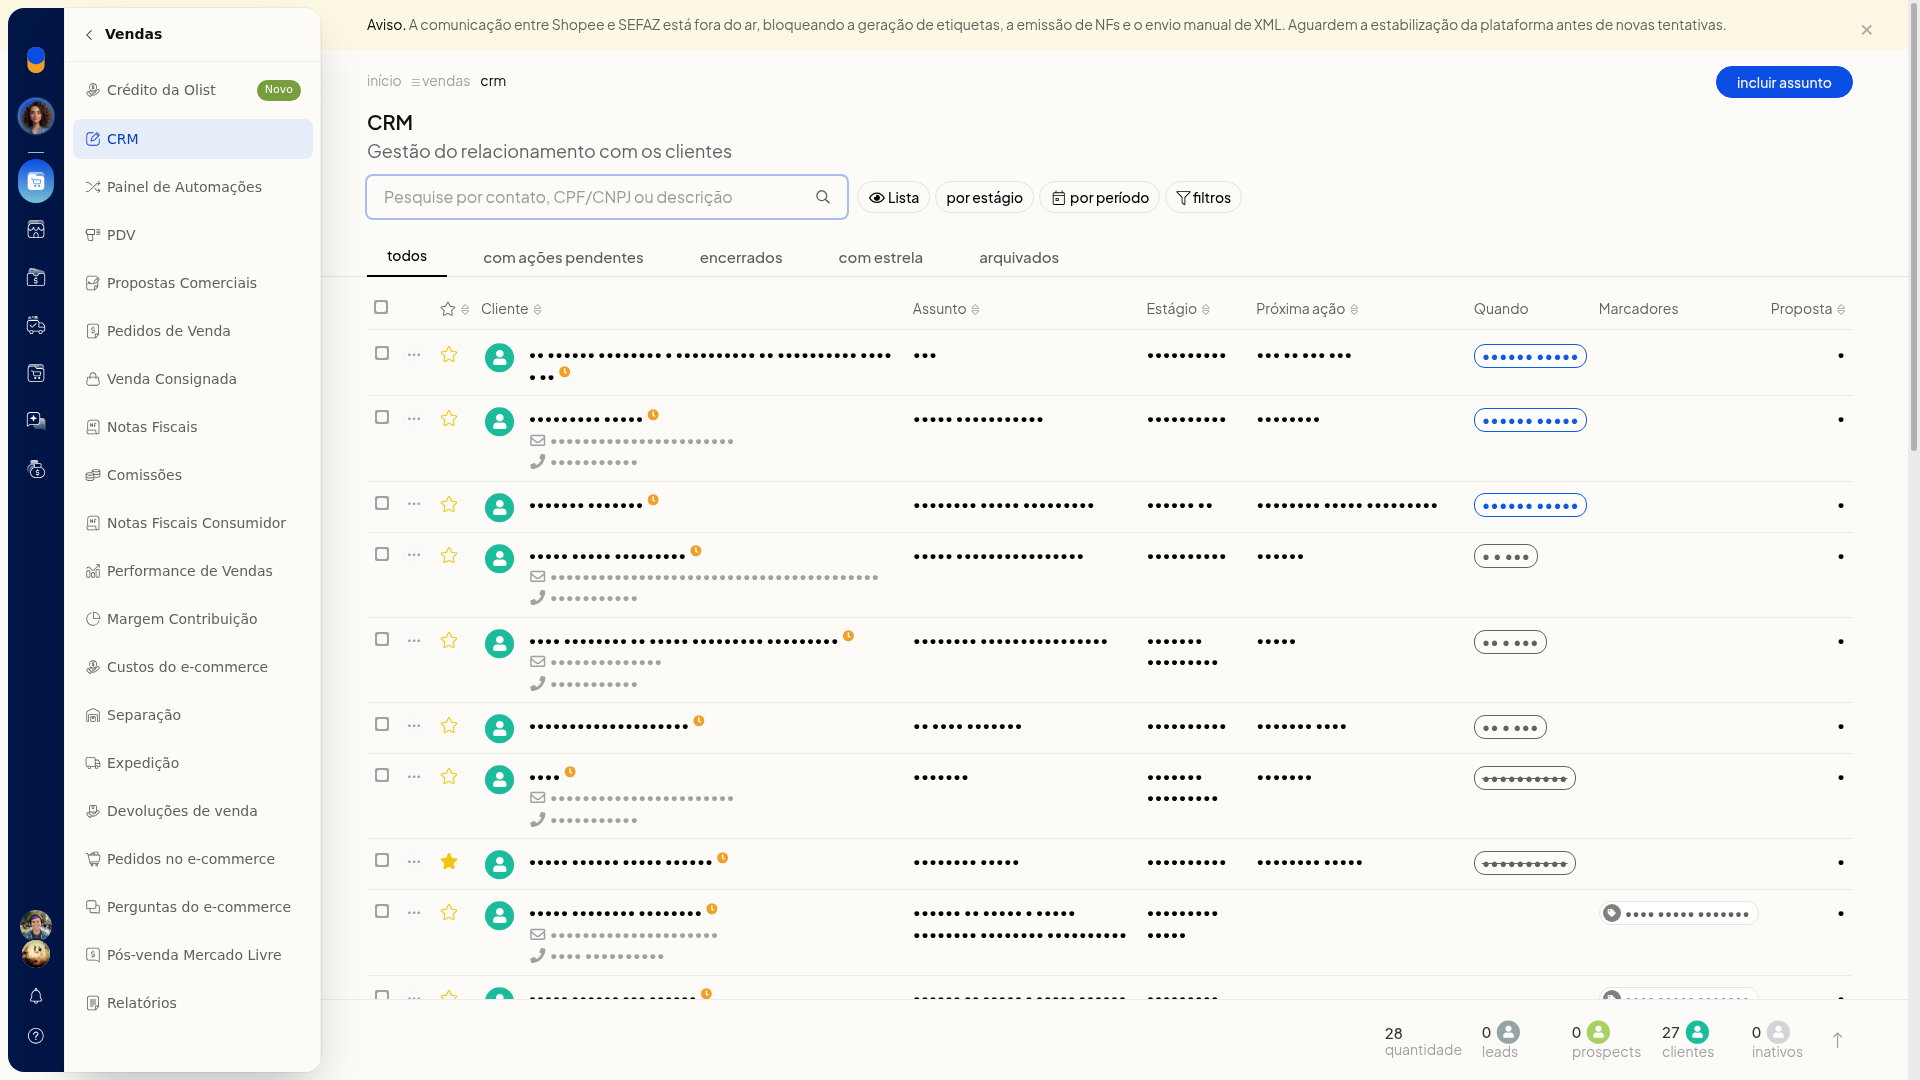 Vendas
Crédito da Olist Novo
CRM
Painel de Automações
PDV
Propostas Comerciais
Pedidos de Venda
Venda Consignada
Notas Fiscais
Comissões
Notas Fiscais Consumidor
Performance de Vendas
Margem Contribuição
Custos do e-commerce
Separação
Expedição
Devoluções de venda
Pedidos no e-commerce
Perguntas do e-commerce
Pós-venda Mercado Livre
Relatórios
Aviso. A comunicação entre Shopee e SEFAZ está fora do ar, bloqueando a geração de etiquetas, a emissão de NFs e o envio manual de XML. Aguardem a estabilização da plataforma antes de novas tentativas.
início vendas crm
incluir assunto
CRM
Gestão do relacionamento com os clientes
Pesquise por contato, CPF/CNPJ ou descrição
Lista por estágio por período filtros
todos com ações pendentes encerrados com estrela arquivados
Cliente Assunto Estágio Próxima ação Quando Marcadores Proposta
28 quantidade
0 leads
0 prospects
27 clientes
0 inativos